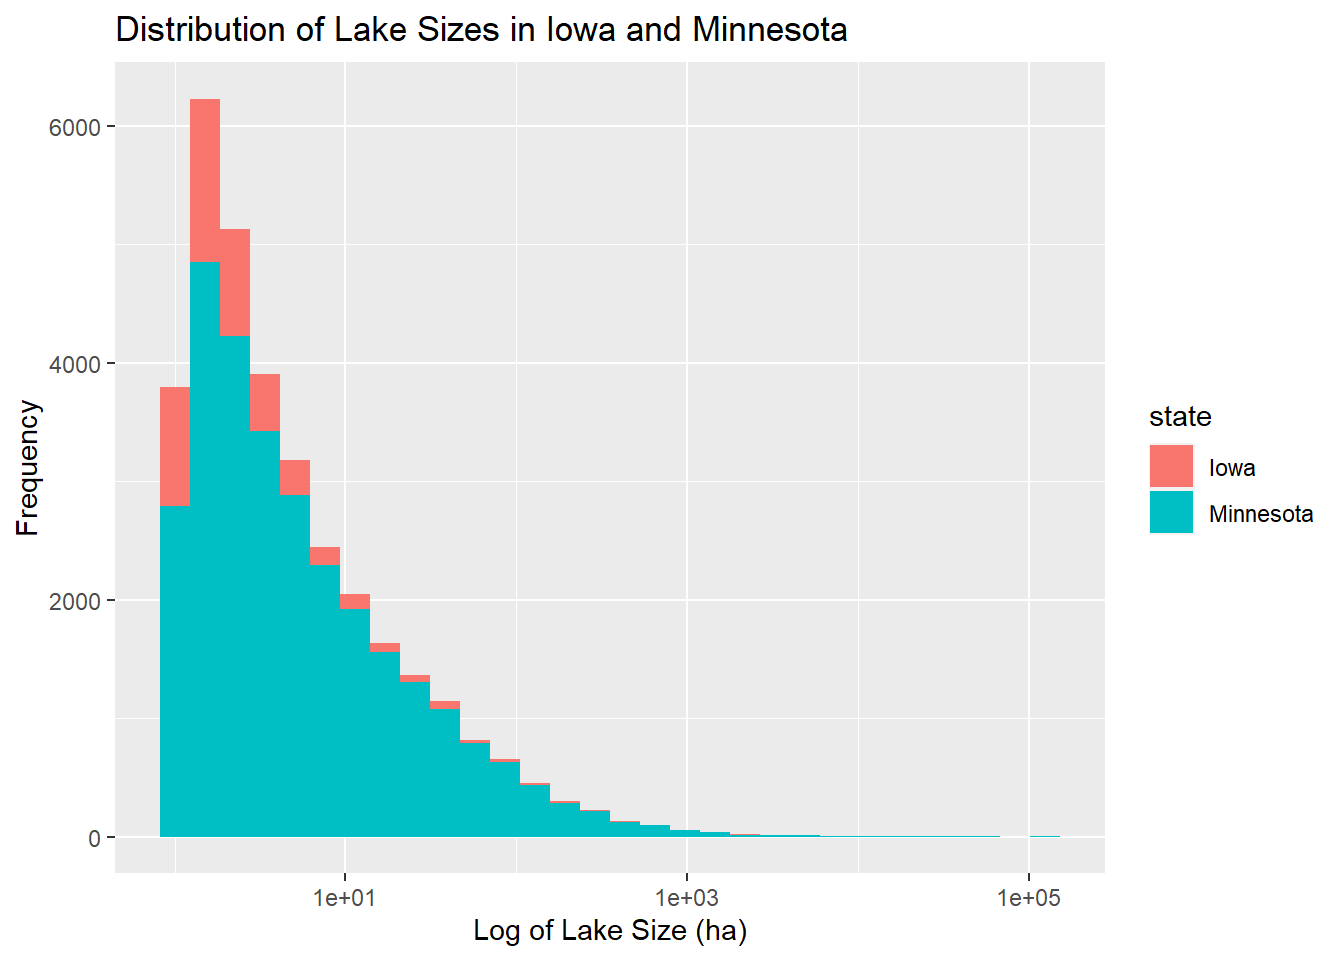 Distribution of Lake Sizes in Iowa and Minnesota
6000
4000
2000
0
Frequency
1e+01 1e+03 1e+05
Log of Lake Size (ha)
state
Iowa
Minnesota